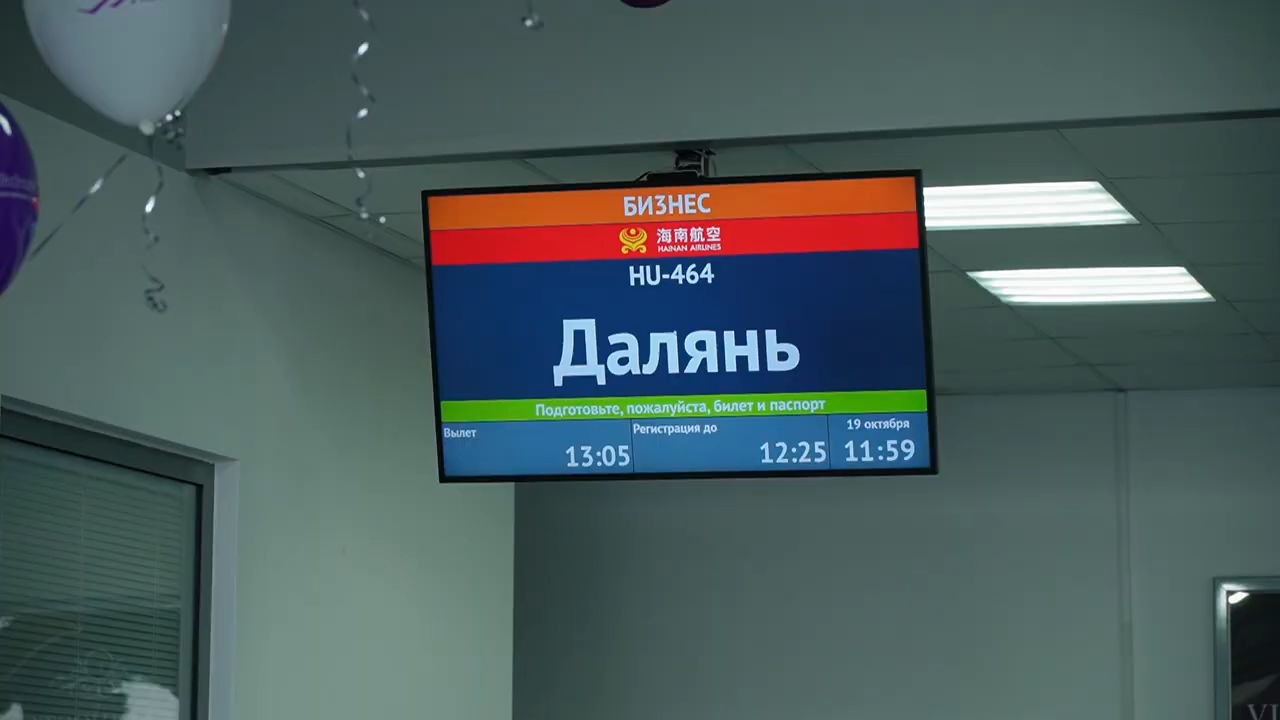 БИЗНЕС
海南航空
HAINAN AIRLINES
HU-464
Далянь
Подготовьте, пожалуйста, билет и паспорт
Вылет
13:05
Регистрация до
12:25
19 октября
11:59